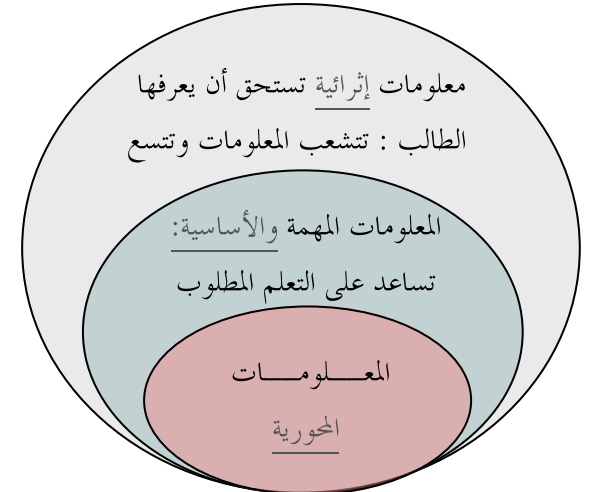 معلومات إثرائية تستحق أن يعرفها
الطالب : تتشعب المعلومات وتتسع
المعلومات المهمة والأساسية:
تساعد على التعلم المطلوب
المعـــلومـــات
المحورية